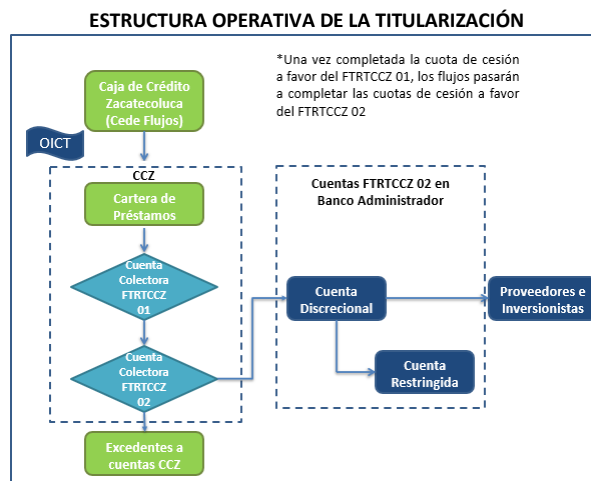 ESTRUCTURA OPERATIVA DE LA TITULARIZACIÓN
*Una vez completada la cuota de cesión
a favor del FTRTCCZ 01, los flujos pasarán
a completar las cuotas de cesión a favor
del FTRTCCZ 02
Caja de Crédito
Zacatecoluca
(Cede Flujos)
OICT
CCZ
Cartera de
Préstamos
Cuenta
Colectora
FTRTCCZ
01
Cuenta
Colectora
FTRTCCZ
02
Excedentes a
cuentas CCZ
Cuentas FTRTCCZ 02 en
Banco Administrador
Cuenta
Discrecional
Cuenta
Restringida
Proveedores e
Inversionistas